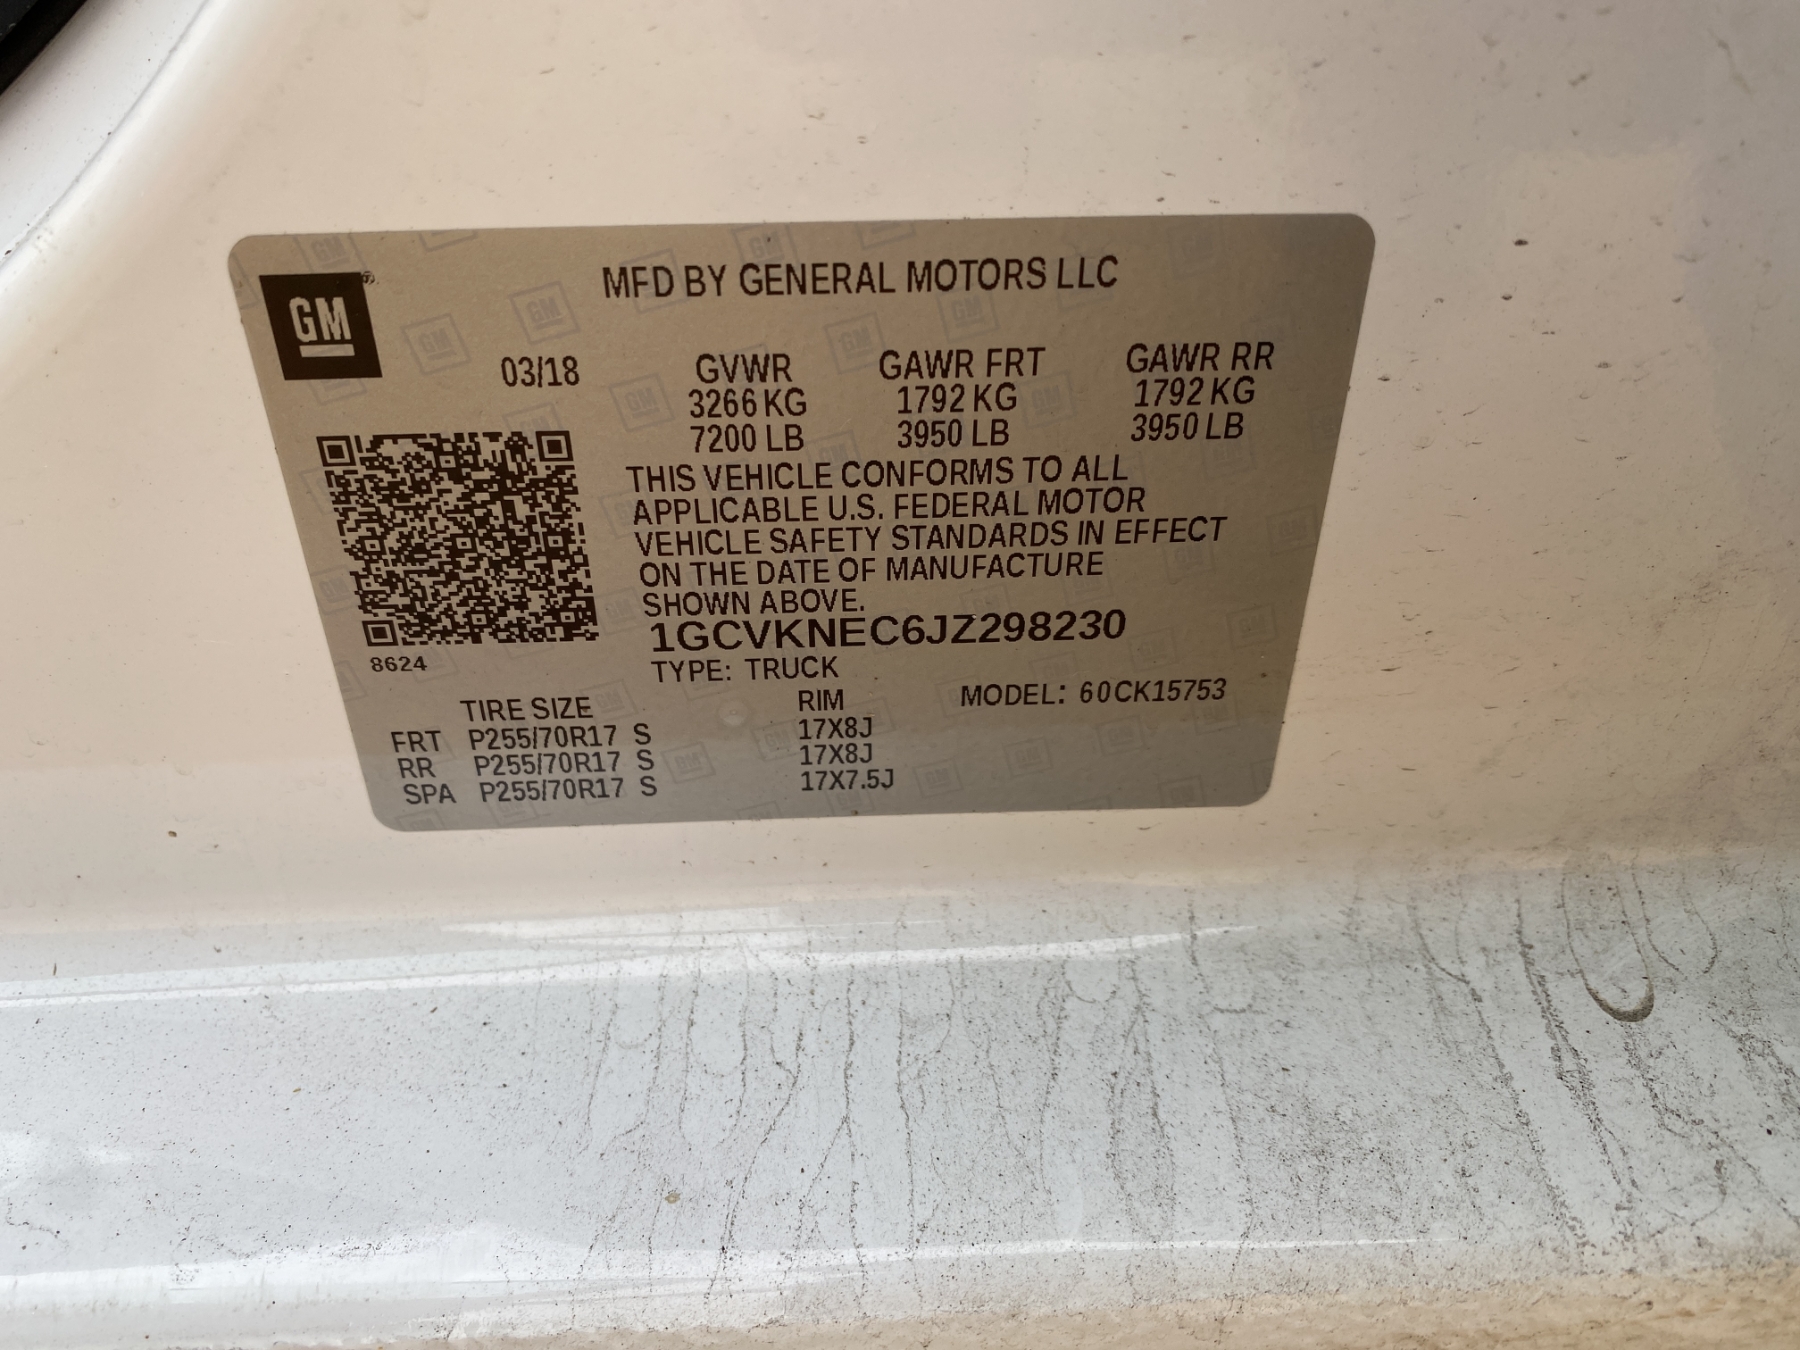 GM ®
MFD BY GENERAL MOTORS LLC
03/18 GVWR GAWR FRT GAWR RR
3266 KG 1792 KG 1792 KG
7200 LB 3950 LB 3950 LB
THIS VEHICLE CONFORMS TO ALL
APPLICABLE U.S. FEDERAL MOTOR
VEHICLE SAFETY STANDARDS IN EFFECT
ON THE DATE OF MANUFACTURE
SHOWN ABOVE.
1GCVKNEC6JZ298230
8624
TYPE: TRUCK
TIRE SIZE RIM MODEL: 60CK15753
FRT P255/70R17 S 17X8J
RR P255/70R17 S 17X8J
SPA P255/70R17 S 17X7.5J